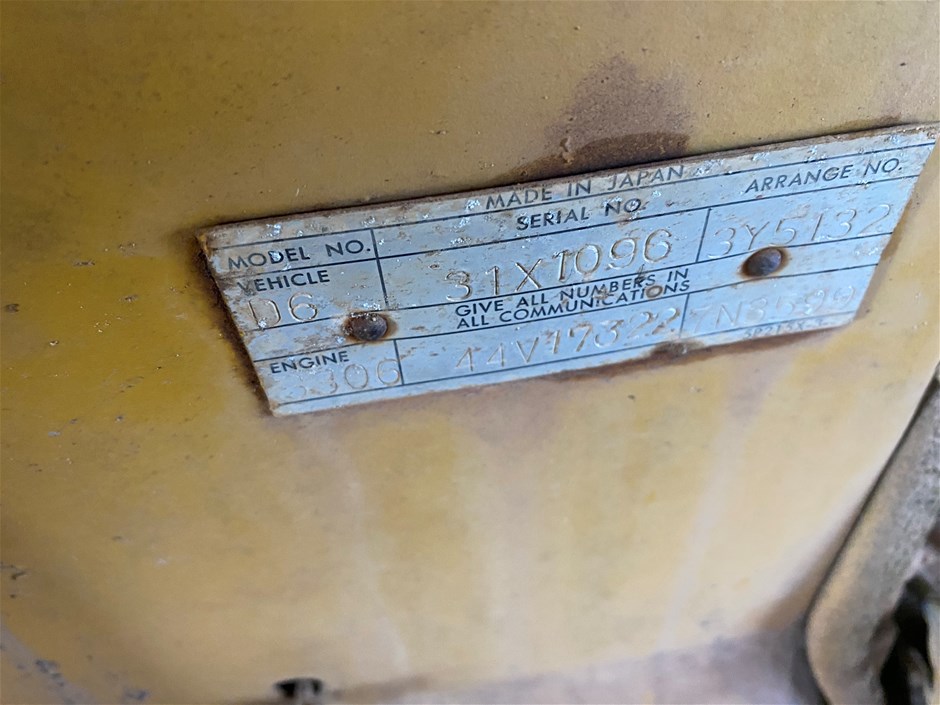 MADE IN JAPAN
MODEL NO. SERIAL NO. ARRANGE NO.
VEHICLE
D6 31X1096 3Y5132
GIVE ALL NUMBERS IN
ALL COMMUNICATIONS
ENGINE
3306 44V17322 7N8599